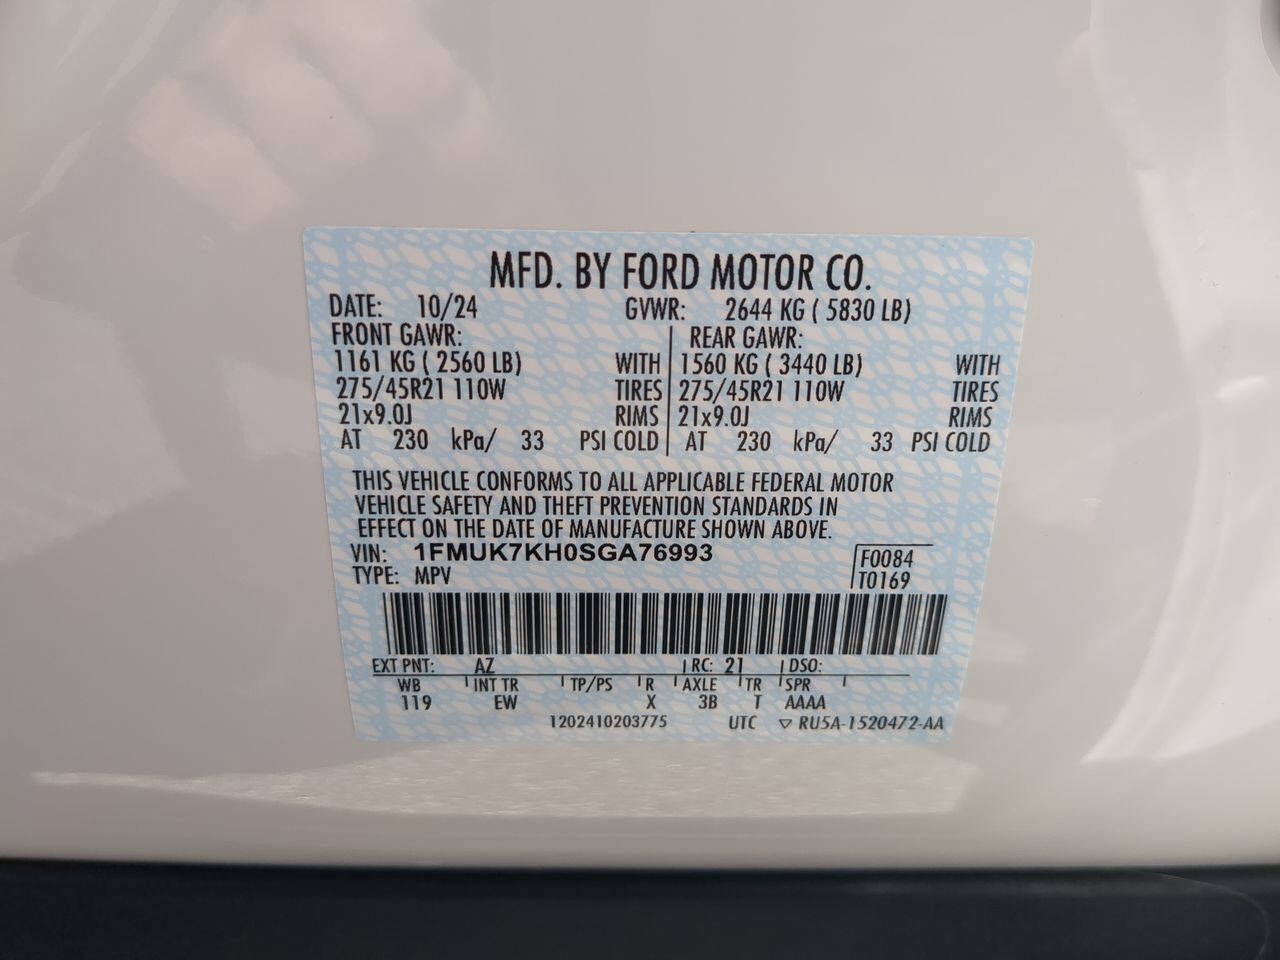 MFD. BY FORD MOTOR CO.
DATE: 10/24 GVWR: 2644 KG ( 5830 LB)
FRONT GAWR: REAR GAWR:
1161 KG ( 2560 LB) WITH 1560 KG ( 3440 LB) WITH
275/45R21 110W TIRES 275/45R21 110W TIRES
21x9.0J RIMS 21x9.0J RIMS
AT 230 kPa/ 33 PSI COLD AT 230 kPa/ 33 PSI COLD
THIS VEHICLE CONFORMS TO ALL APPLICABLE FEDERAL MOTOR
VEHICLE SAFETY AND THEFT PREVENTION STANDARDS IN
EFFECT ON THE DATE OF MANUFACTURE SHOWN ABOVE.
VIN: 1FMUK7KH0SGA76993 F0084
TYPE: MPV T0169
EXT PNT: AZ RC: 21 DSO:
WB INT TR TP/PS R AXLE TR SPR
119 EW X 3B T AAAA
1202410203775 UTC ▽ RU5A-1520472-AA